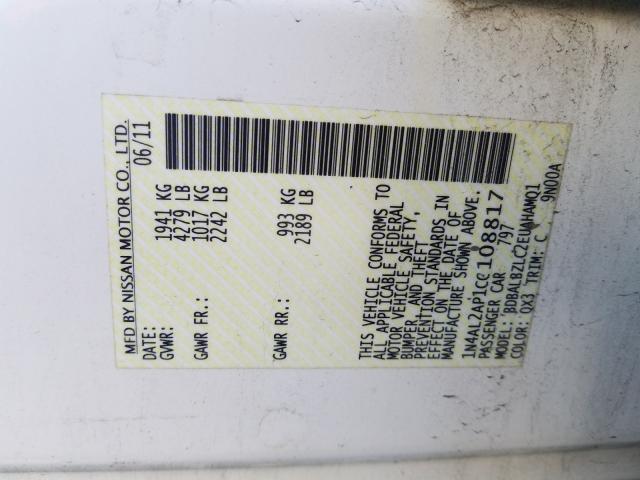 MFD BY NISSAN MOTOR CO., LTD.
DATE: 06/11
GVWR: 1941 KG
4279 LB
GAWR FR.: 1017 KG
2242 LB
GAWR RR.: 993 KG
2189 LB
THIS VEHICLE CONFORMS TO
ALL APPLICABLE FEDERAL
MOTOR VEHICLE SAFETY,
BUMPER, AND THEFT
PREVENTION STANDARDS IN
EFFECT ON THE DATE OF
MANUFACTURE SHOWN ABOVE.
1N4AL2AP1CC108817
PASSENGER CAR 797
MODEL: BDBALBZLC2EUAHAMQ1
COLOR: QX3 TRIM: C 9N00A